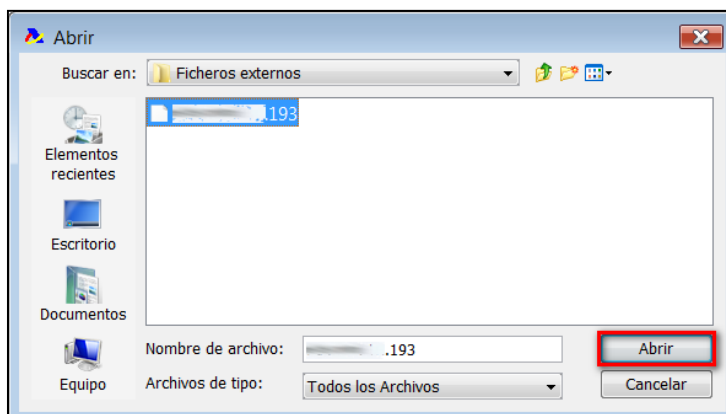 Abrir
Buscar en: Ficheros externos
.193
Elementos
recientes
Escritorio
Documentos
Equipo
Nombre de archivo: .193
Abrir
Archivos de tipo: Todos los Archivos
Cancelar